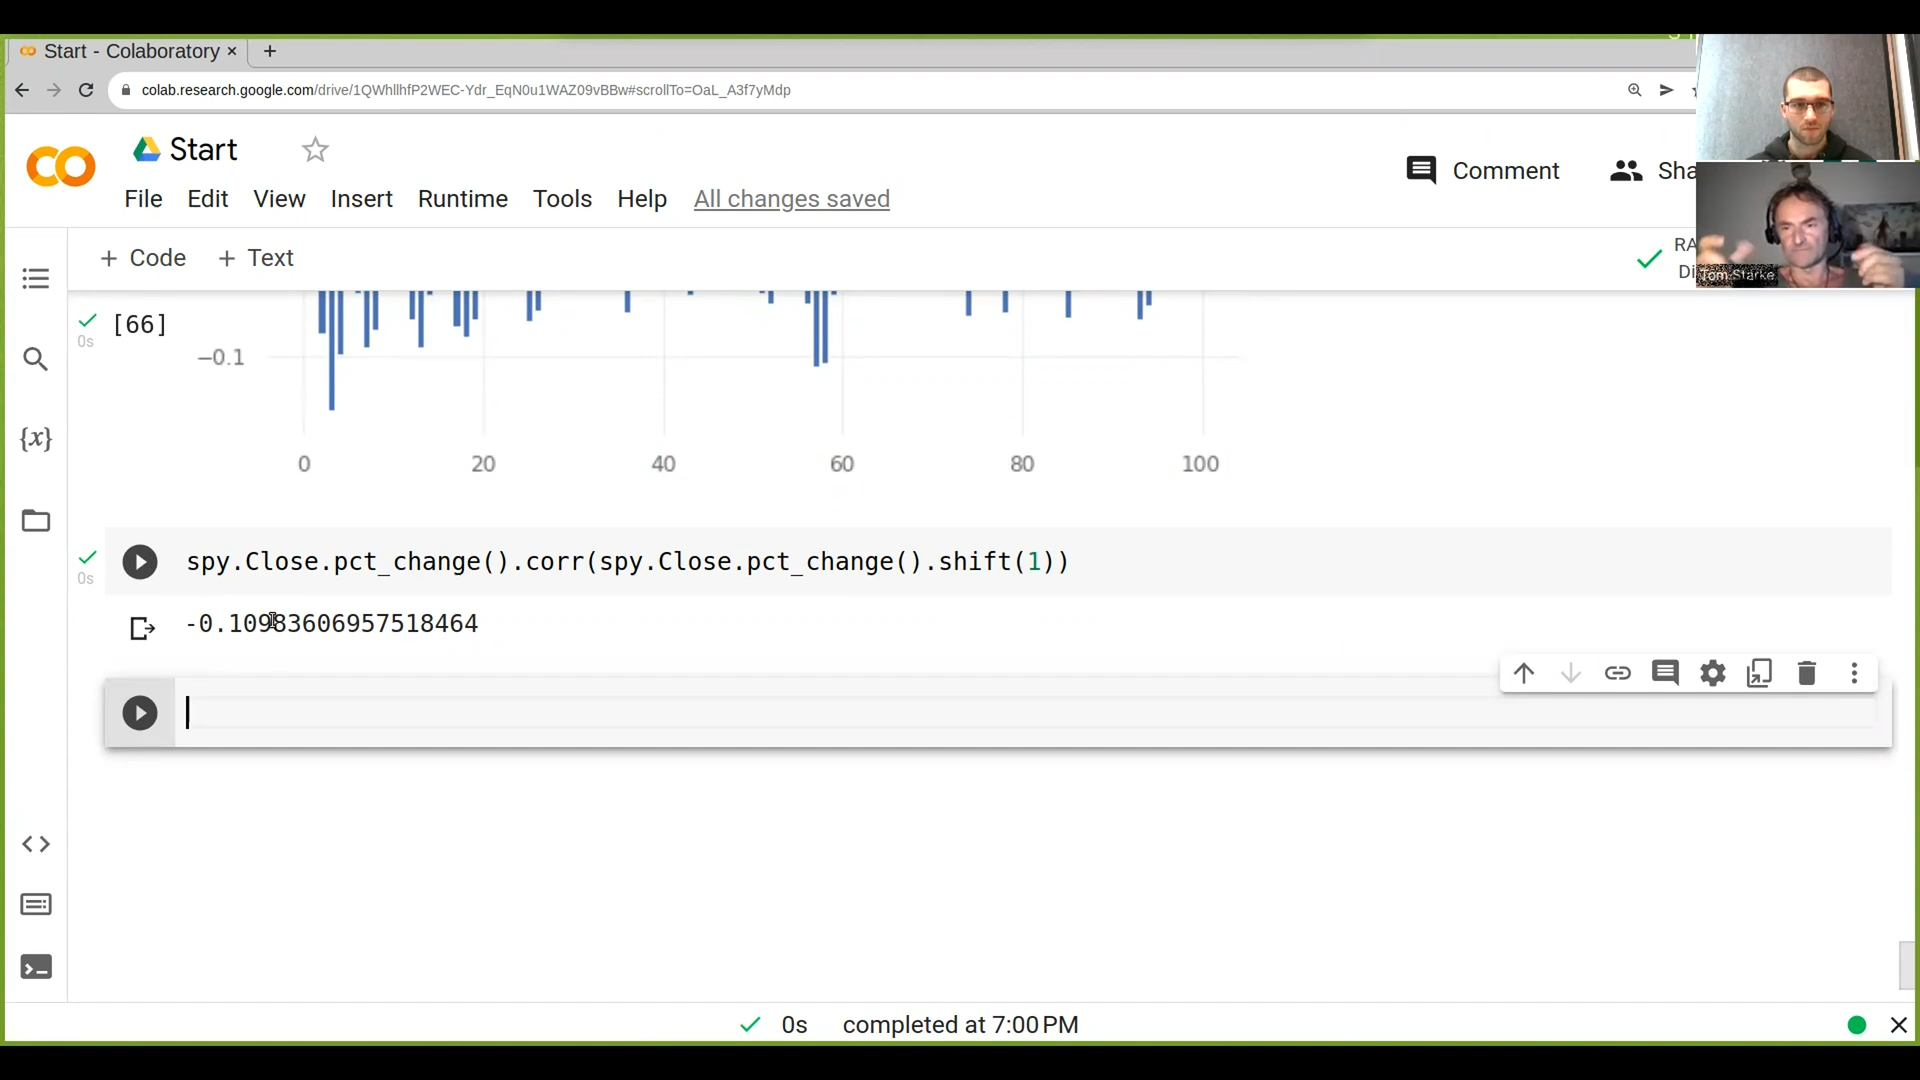 Start - Colaboratory
colab.research.google.com/drive/1QWhllhfP2WEC-Ydr_EqN0u1WAZ09vBBw#scrollTo=OaL_A3f7yMdp
Start
Comment
Sha
File Edit View Insert Runtime Tools Help All changes saved
+ Code + Text
RA
Di
Tom Starke
[66]
0s
−0.1
0 20 40 60 80 100
0s
spy.Close.pct_change().corr(spy.Close.pct_change().shift(1))
-0.10983606957518464
0s completed at 7:00 PM